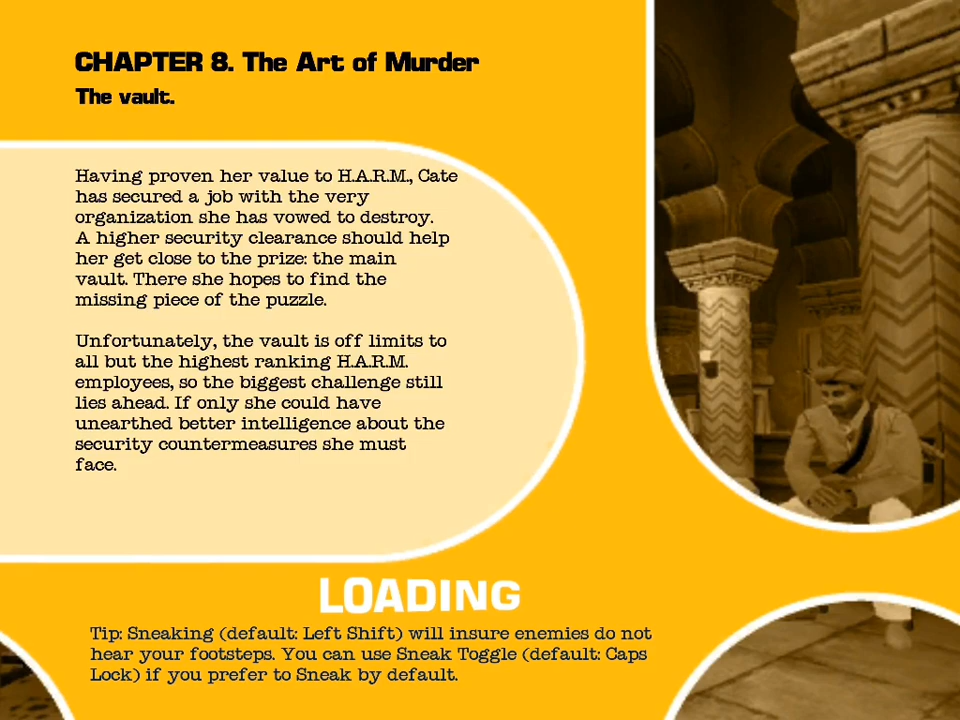 CHAPTER 8. The Art of Murder
The vault.
Having proven her value to H.A.R.M., Cate
has secured a job with the very
organization she has vowed to destroy.
A higher security clearance should help
her get close to the prize: the main
vault. There she hopes to find the
missing piece of the puzzle.
Unfortunately, the vault is off limits to
all but the highest ranking H.A.R.M.
employees, so the biggest challenge still
lies ahead. If only she could have
unearthed better intelligence about the
security countermeasures she must
face.
LOADING
Tip: Sneaking (default: Left Shift) will insure enemies do not
hear your footsteps. You can use Sneak Toggle (default: Caps
Lock) if you prefer to Sneak by default.